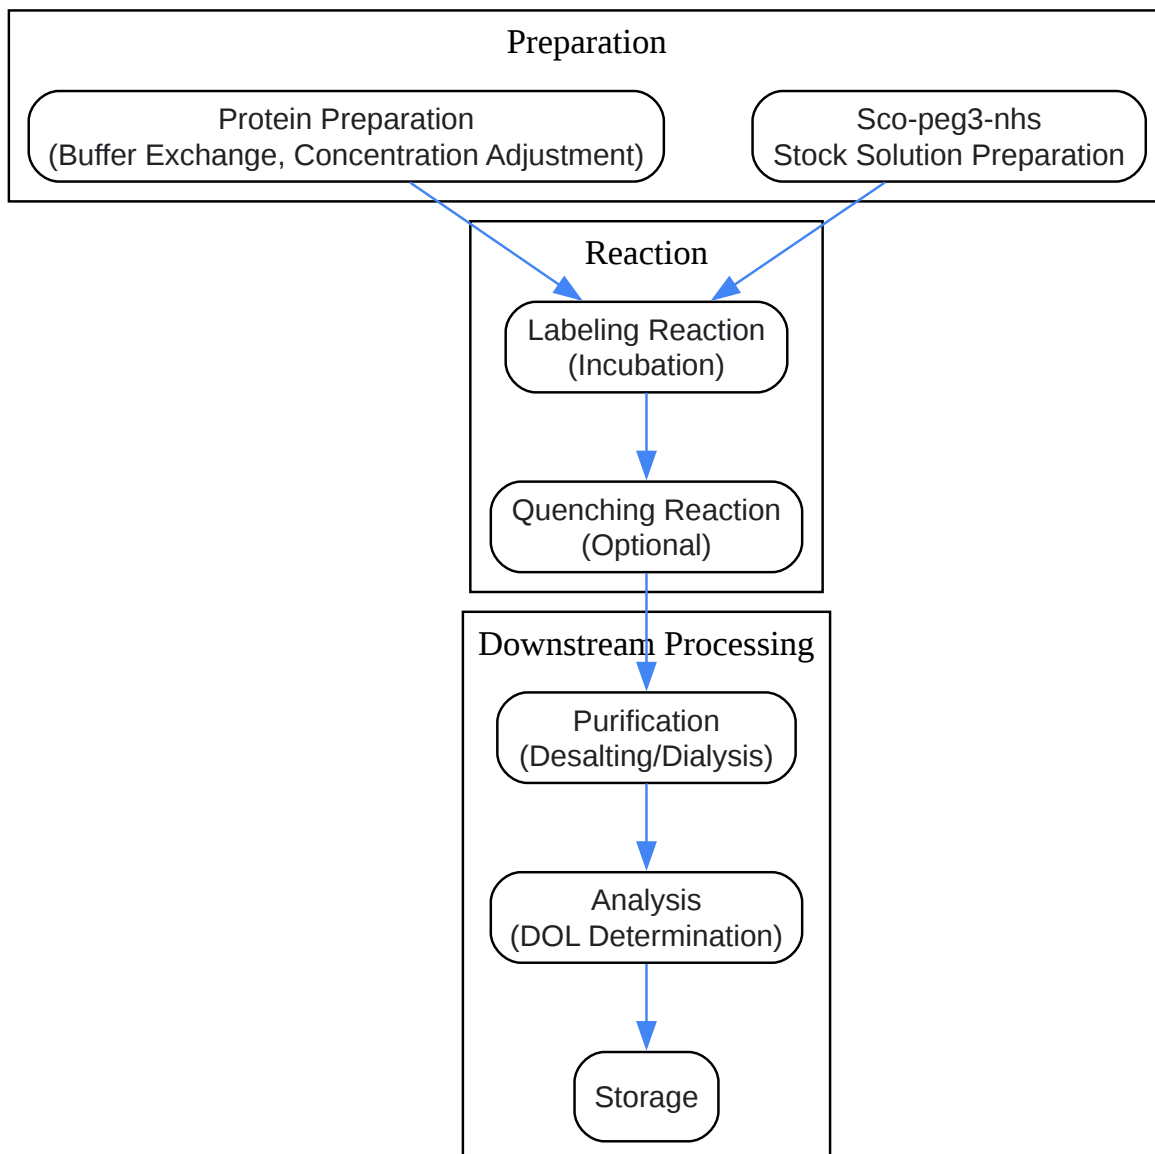 Preparation
Protein Preparation
(Buffer Exchange, Concentration Adjustment)
Sco-peg3-nhs
Stock Solution Preparation
Reaction
Labeling Reaction
(Incubation)
Quenching Reaction
(Optional)
Downstream Processing
Purification
(Desalting/Dialysis)
Analysis
(DOL Determination)
Storage